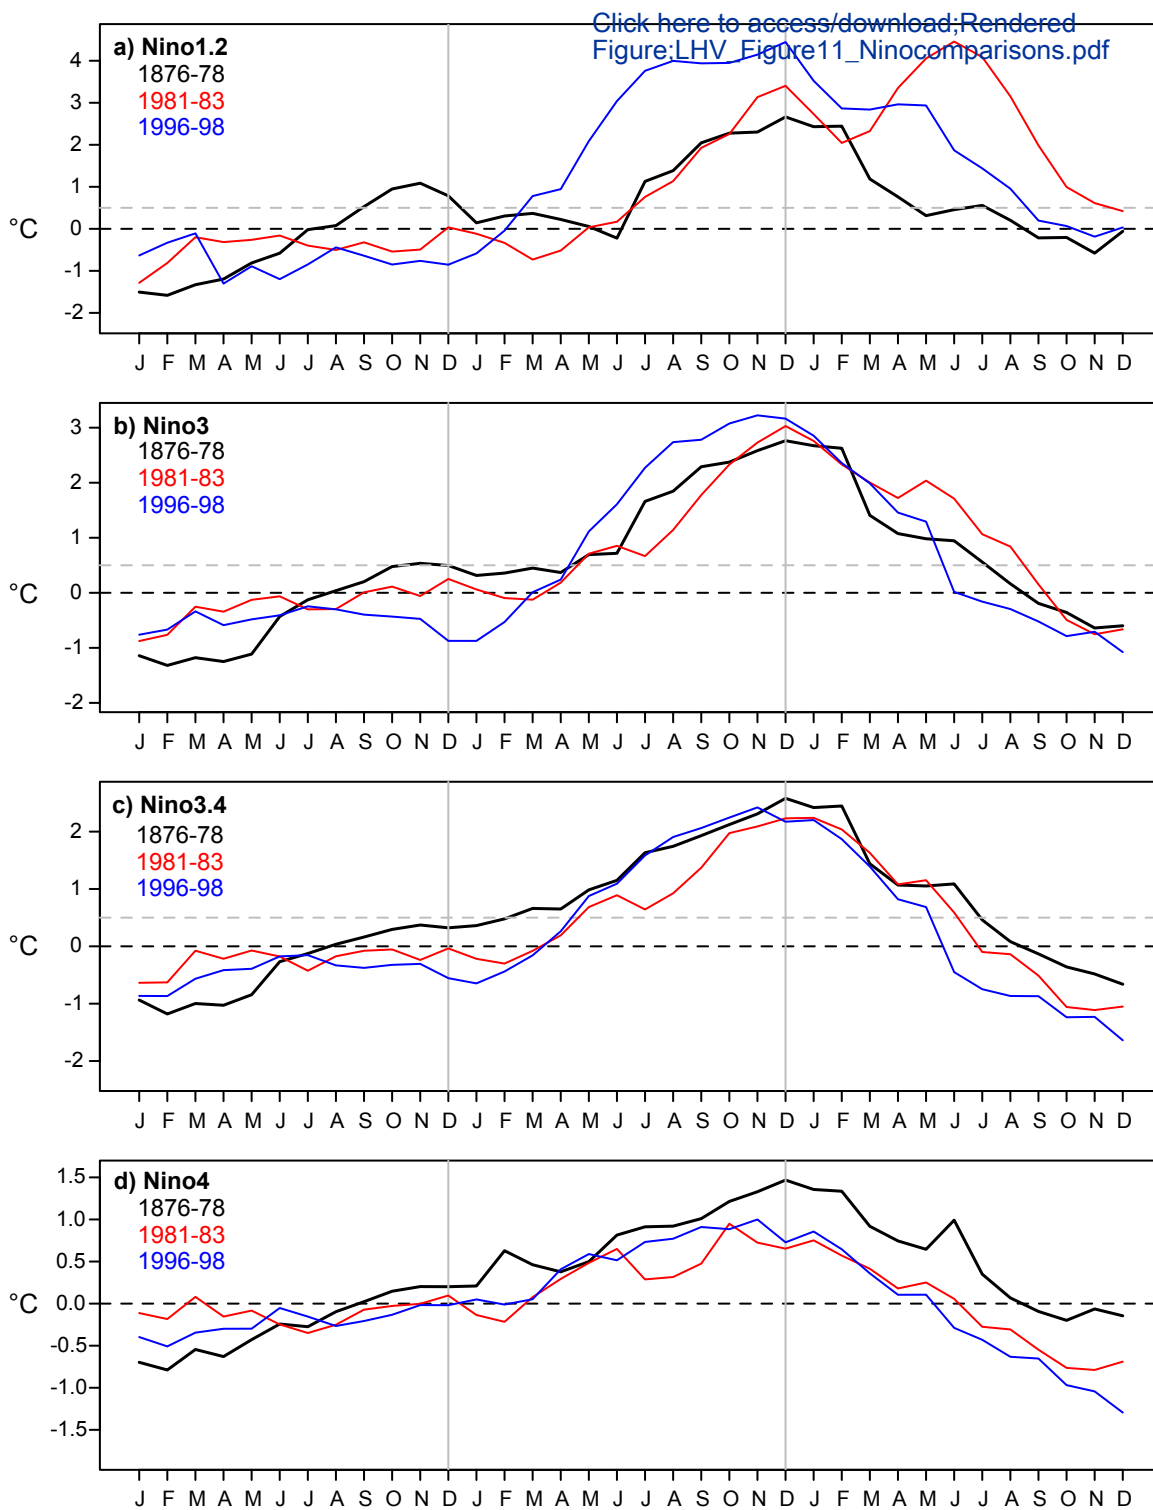 Click here to access/download;Rendered
Figure;LHV_Figure11_Ninocomparisons.pdf
a) Nino1.2
1876-78
1981-83
1996-98
°C
4
3
2
1
0
-1
-2
J F M A M J J A S O N D J F M A M J J A S O N D J F M A M J J A S O N D
b) Nino3
1876-78
1981-83
1996-98
°C
3
2
1
0
-1
-2
J F M A M J J A S O N D J F M A M J J A S O N D J F M A M J J A S O N D
c) Nino3.4
1876-78
1981-83
1996-98
°C
2
1
0
-1
-2
J F M A M J J A S O N D J F M A M J J A S O N D J F M A M J J A S O N D
d) Nino4
1876-78
1981-83
1996-98
°C
1.5
1.0
0.5
0.0
-0.5
-1.0
-1.5
J F M A M J J A S O N D J F M A M J J A S O N D J F M A M J J A S O N D